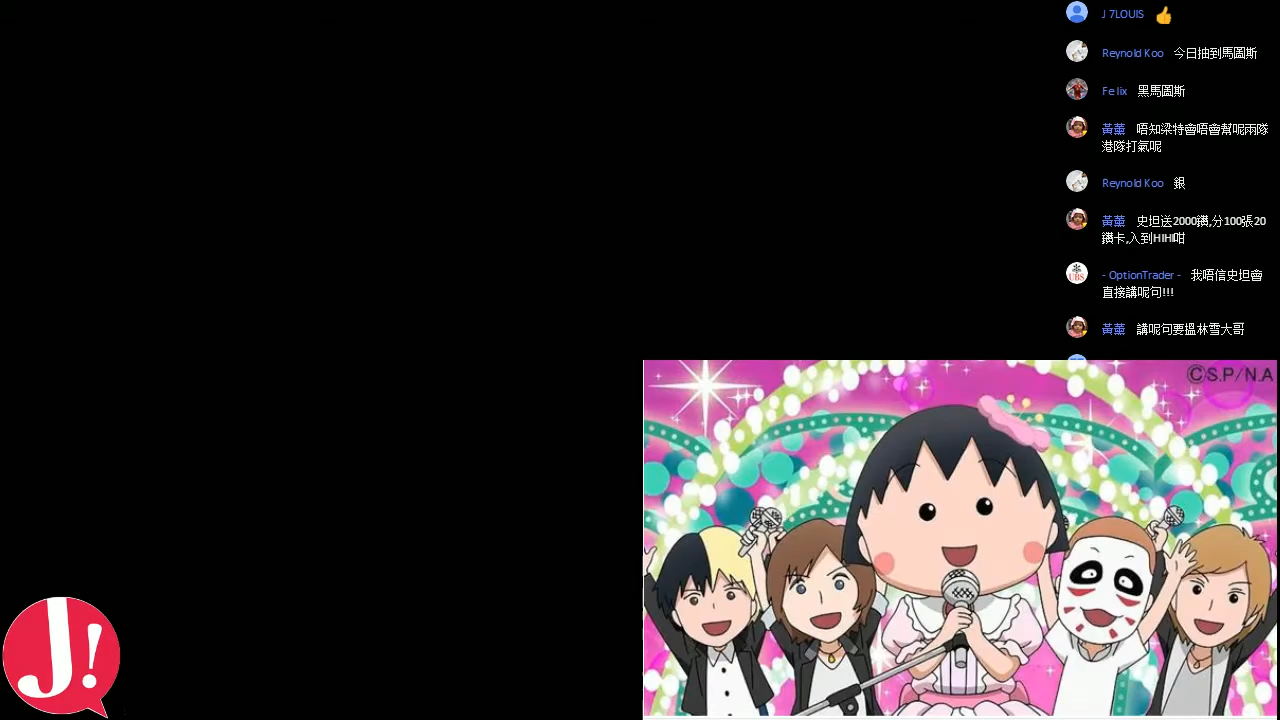 J 7LOUIS 👍
Reynold Koo 今日抽到馬圖斯
Felix 黑馬圖斯
黃薑 唔知梁特會唔會幫呢兩隊
港隊打氣呢
Reynold Koo 銀
黃薑 史坦送2000鑽,分100張20
鑽卡,入到HIHI咁
- OptionTrader - 我唔信史坦會
直接講呢句!!!
黃薑 講呢句要搵林雪大哥
©S.P/N.A
J!